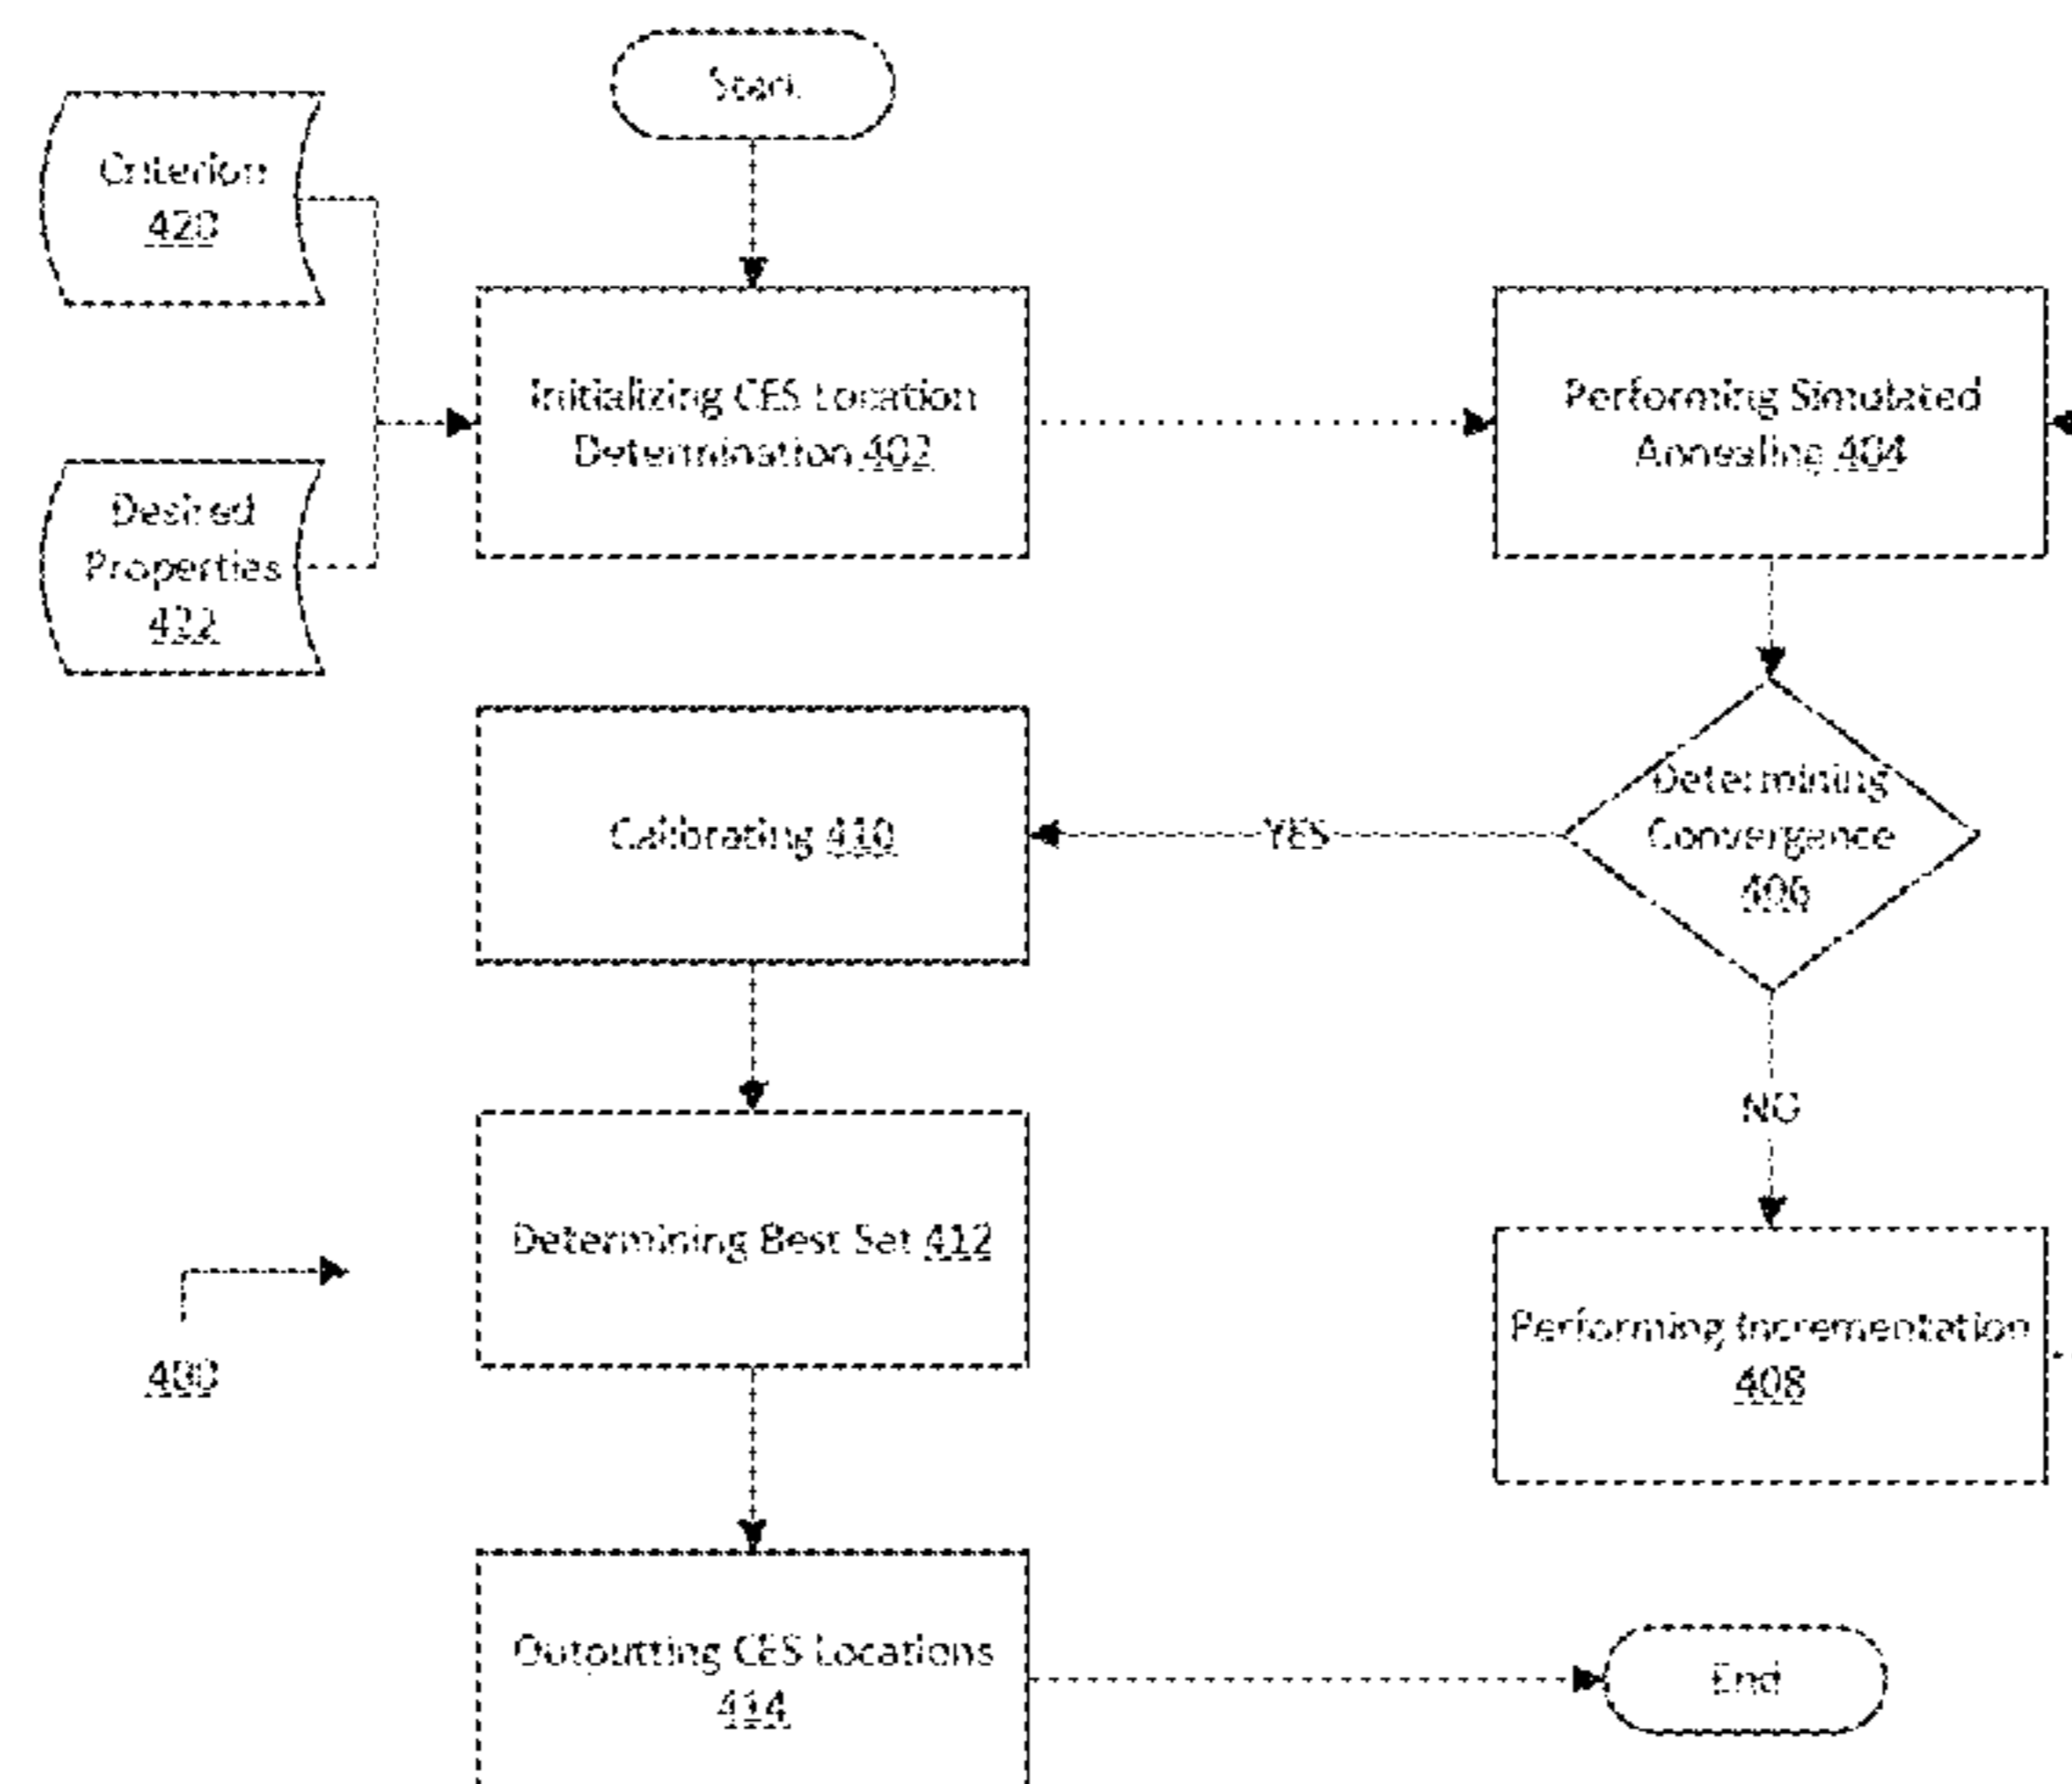 Start
Criterion
420
Initializing CES Location
Determination 402
Performing Simulated
Annealing 404
Desired
Properties
422
Calibrating 410
YES
Determining
Convergence
406
NO
Determining Best Set 412
400
Performing Incrementation
408
Outputting CES Locations
414
End